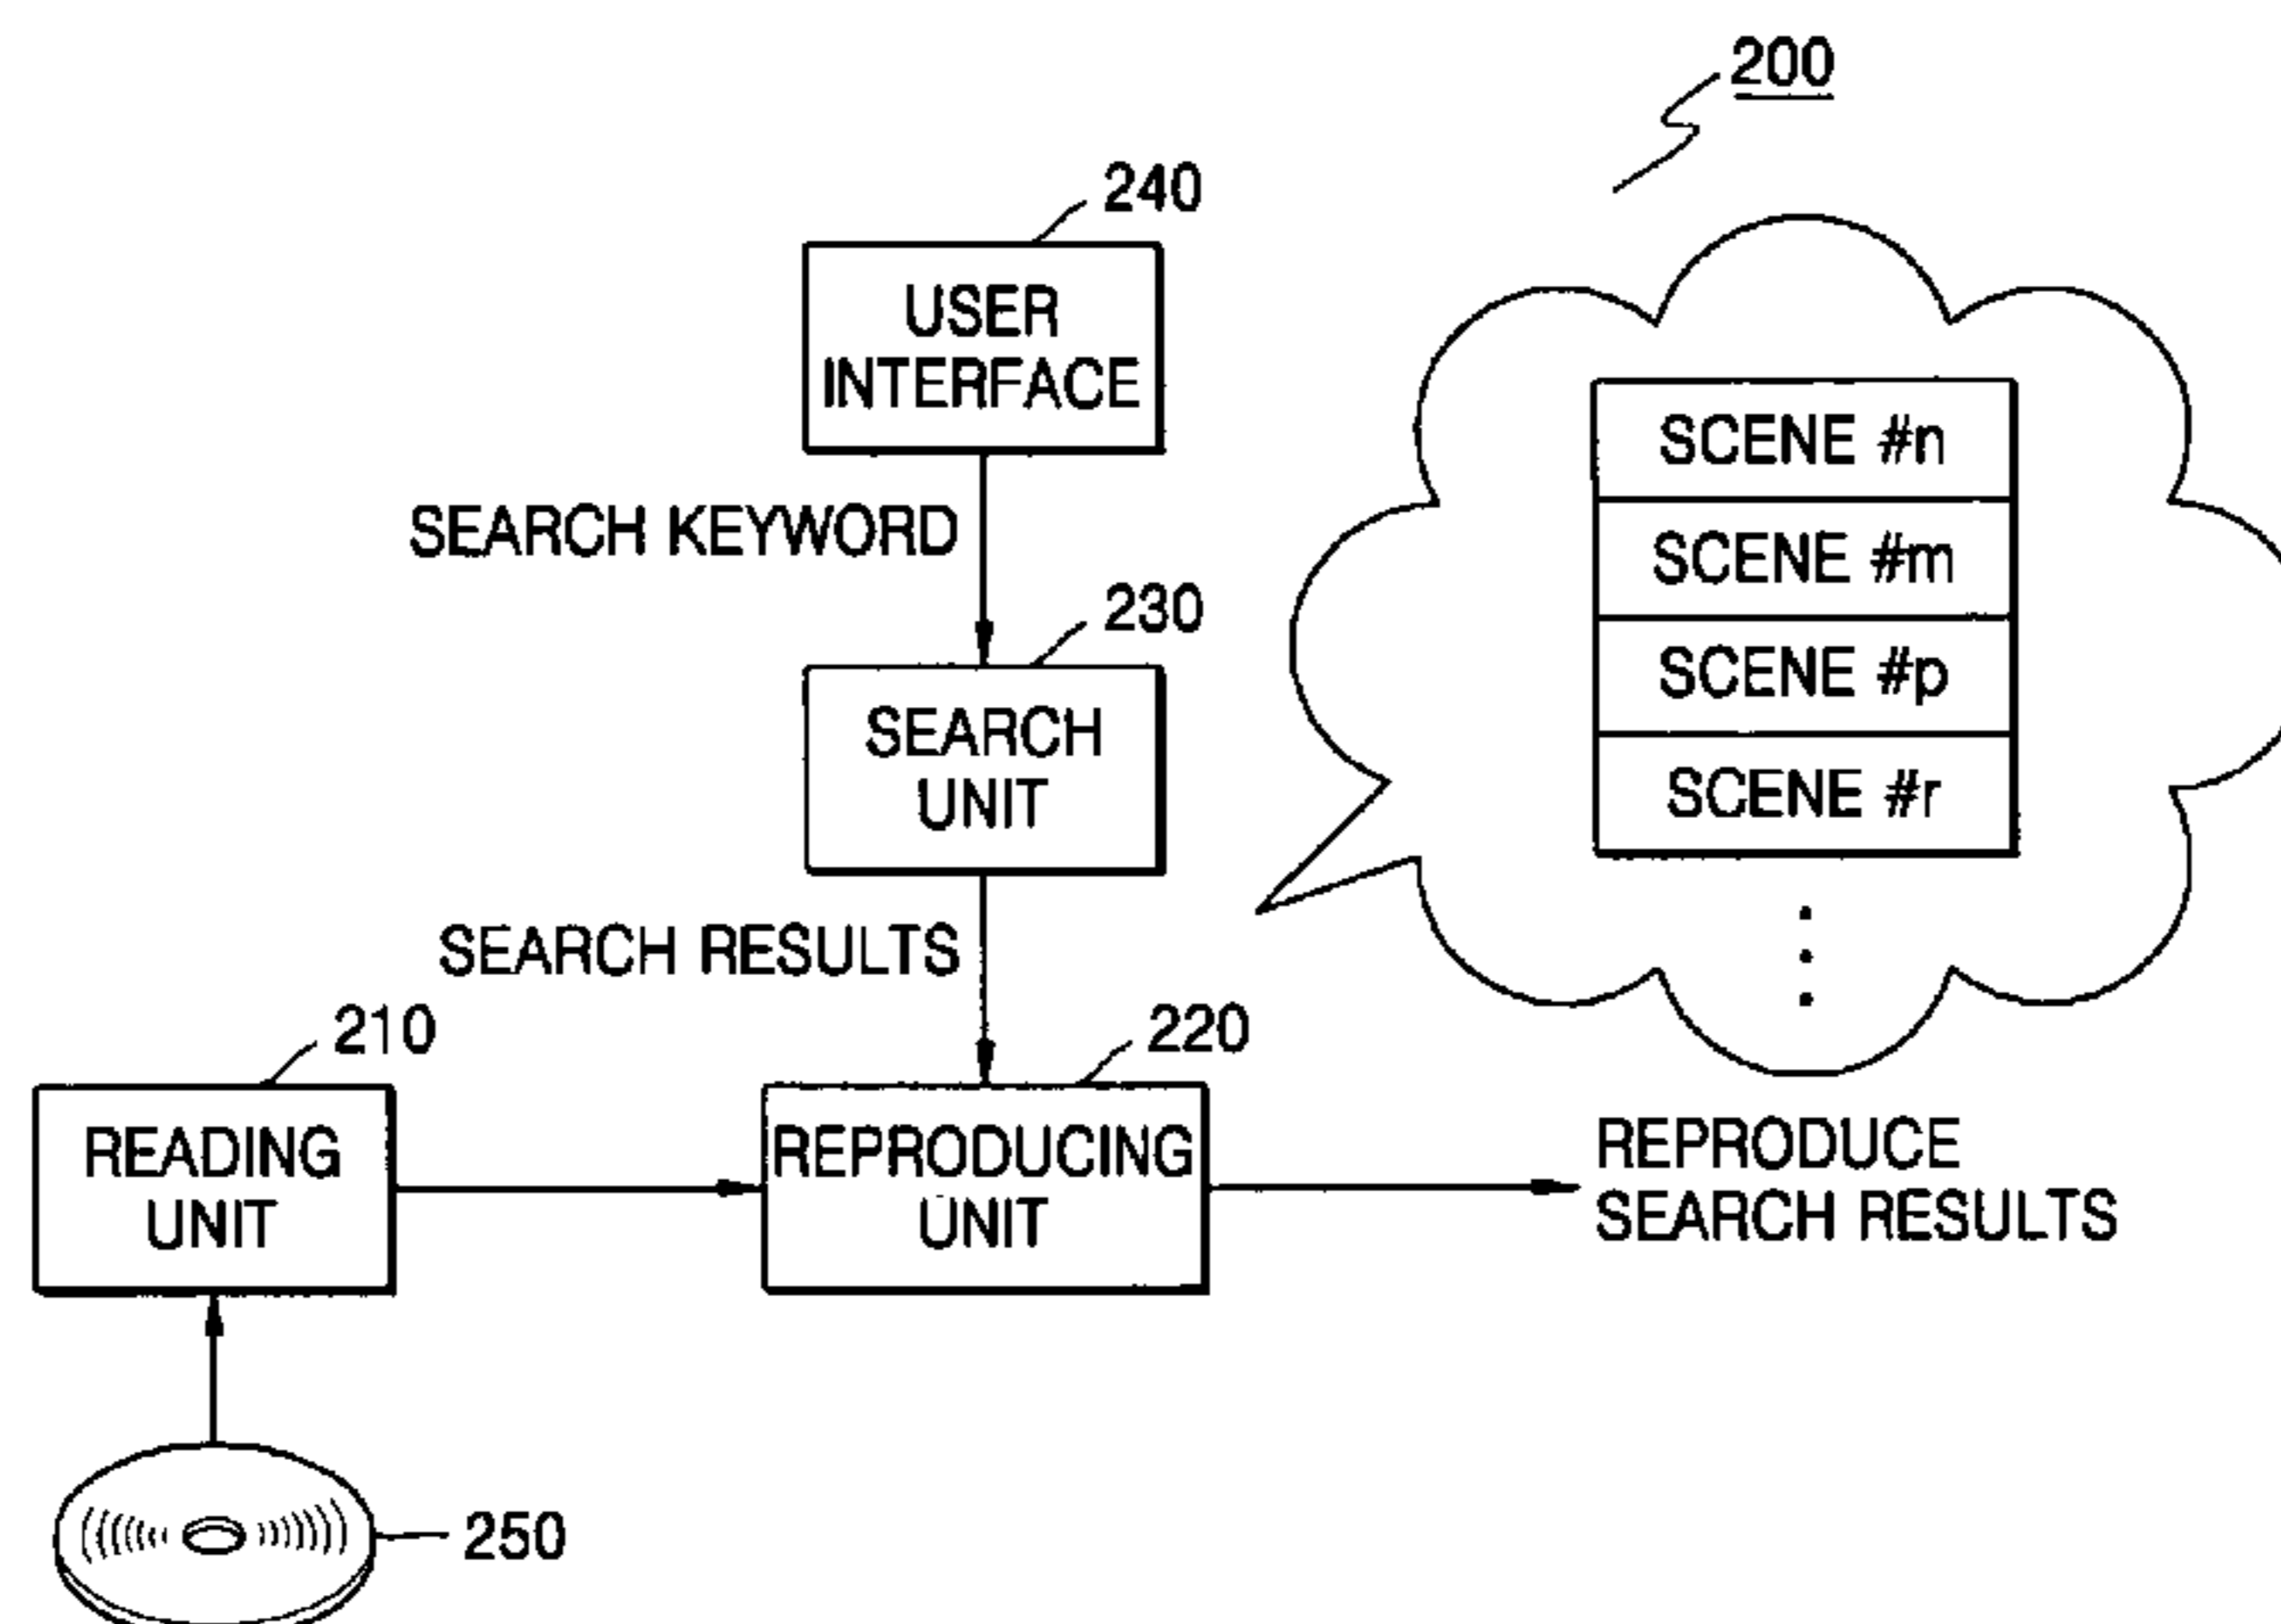 200
240
USER
INTERFACE
SEARCH KEYWORD
230
SEARCH
UNIT
SCENE #n
SCENE #m
SCENE #p
SCENE #r
SEARCH RESULTS
210
220
READING
UNIT
REPRODUCING
UNIT
REPRODUCE
SEARCH RESULTS
250